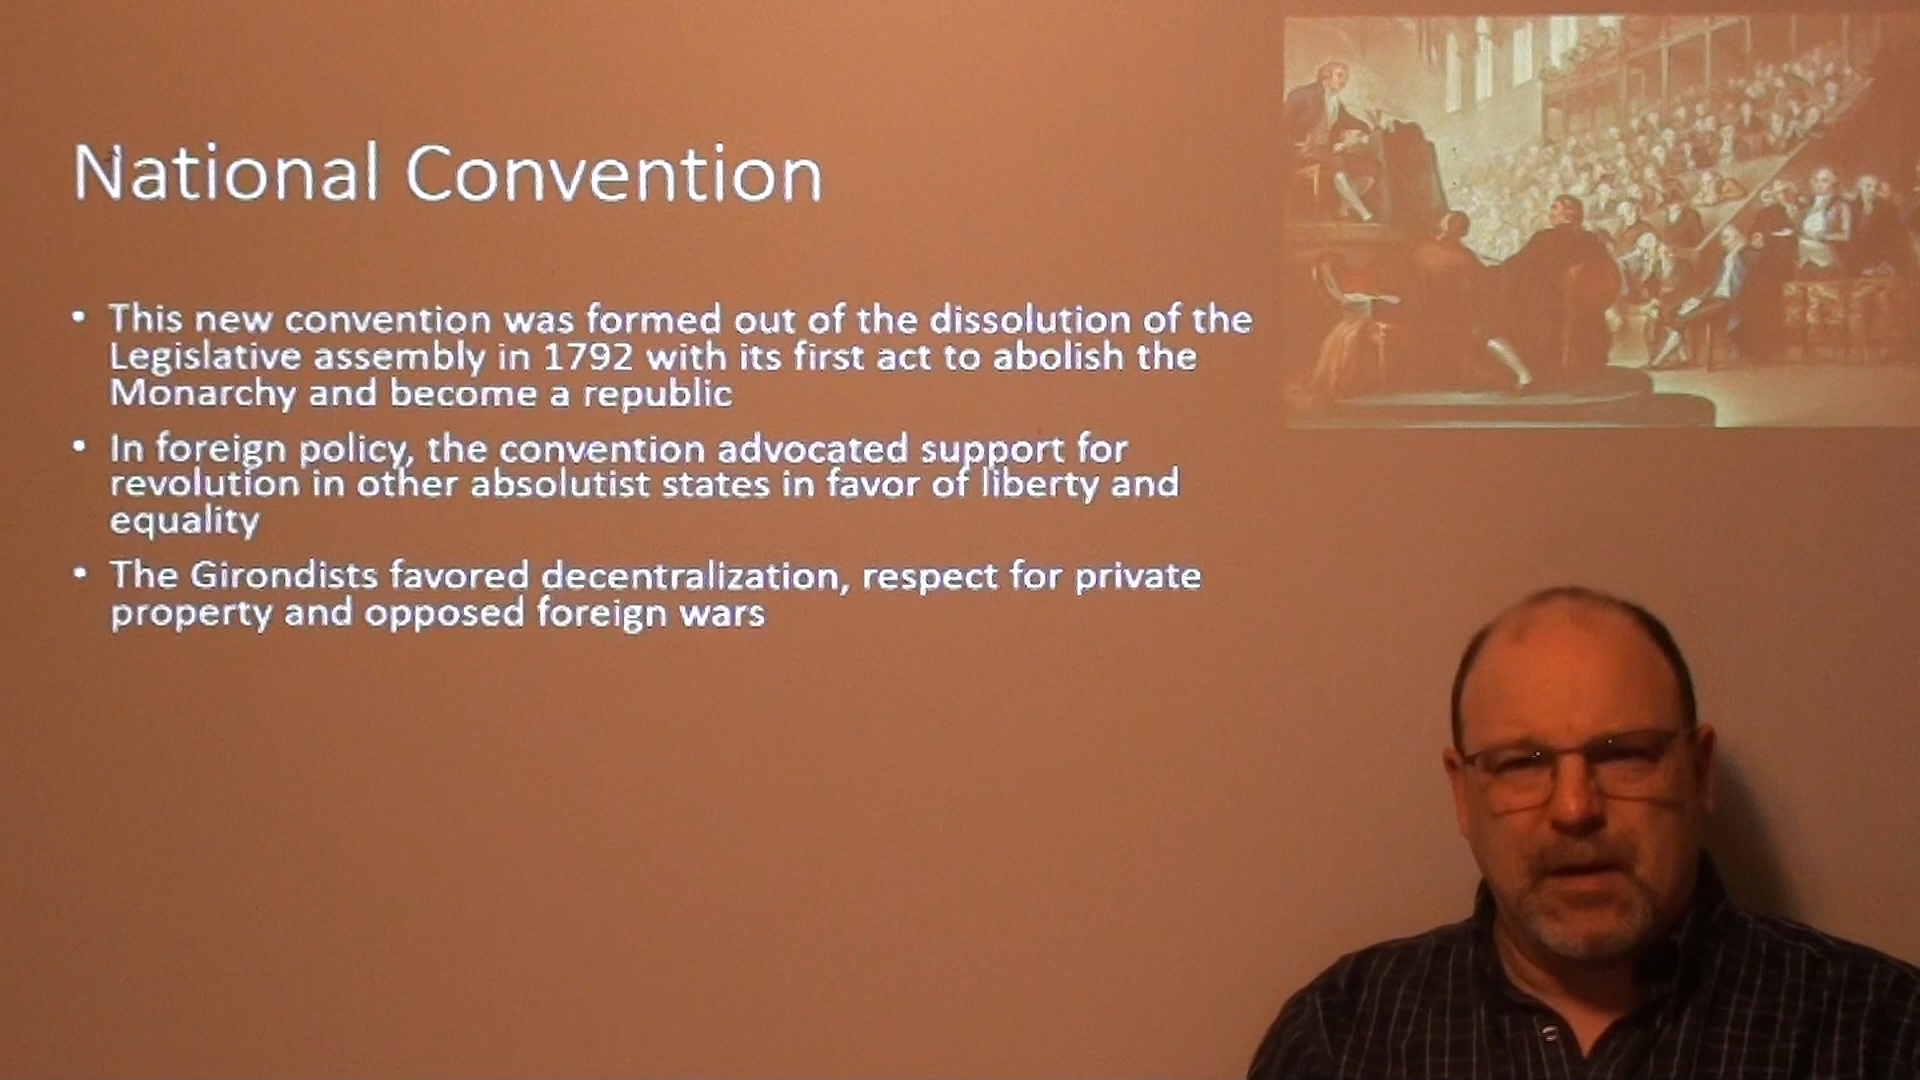 National Convention
• This new convention was formed out of the dissolution of the
Legislative assembly in 1792 with its first act to abolish the
Monarchy and become a republic
• In foreign policy, the convention advocated support for
revolution in other absolutist states in favor of liberty and
equality
• The Girondists favored decentralization, respect for private
property and opposed foreign wars